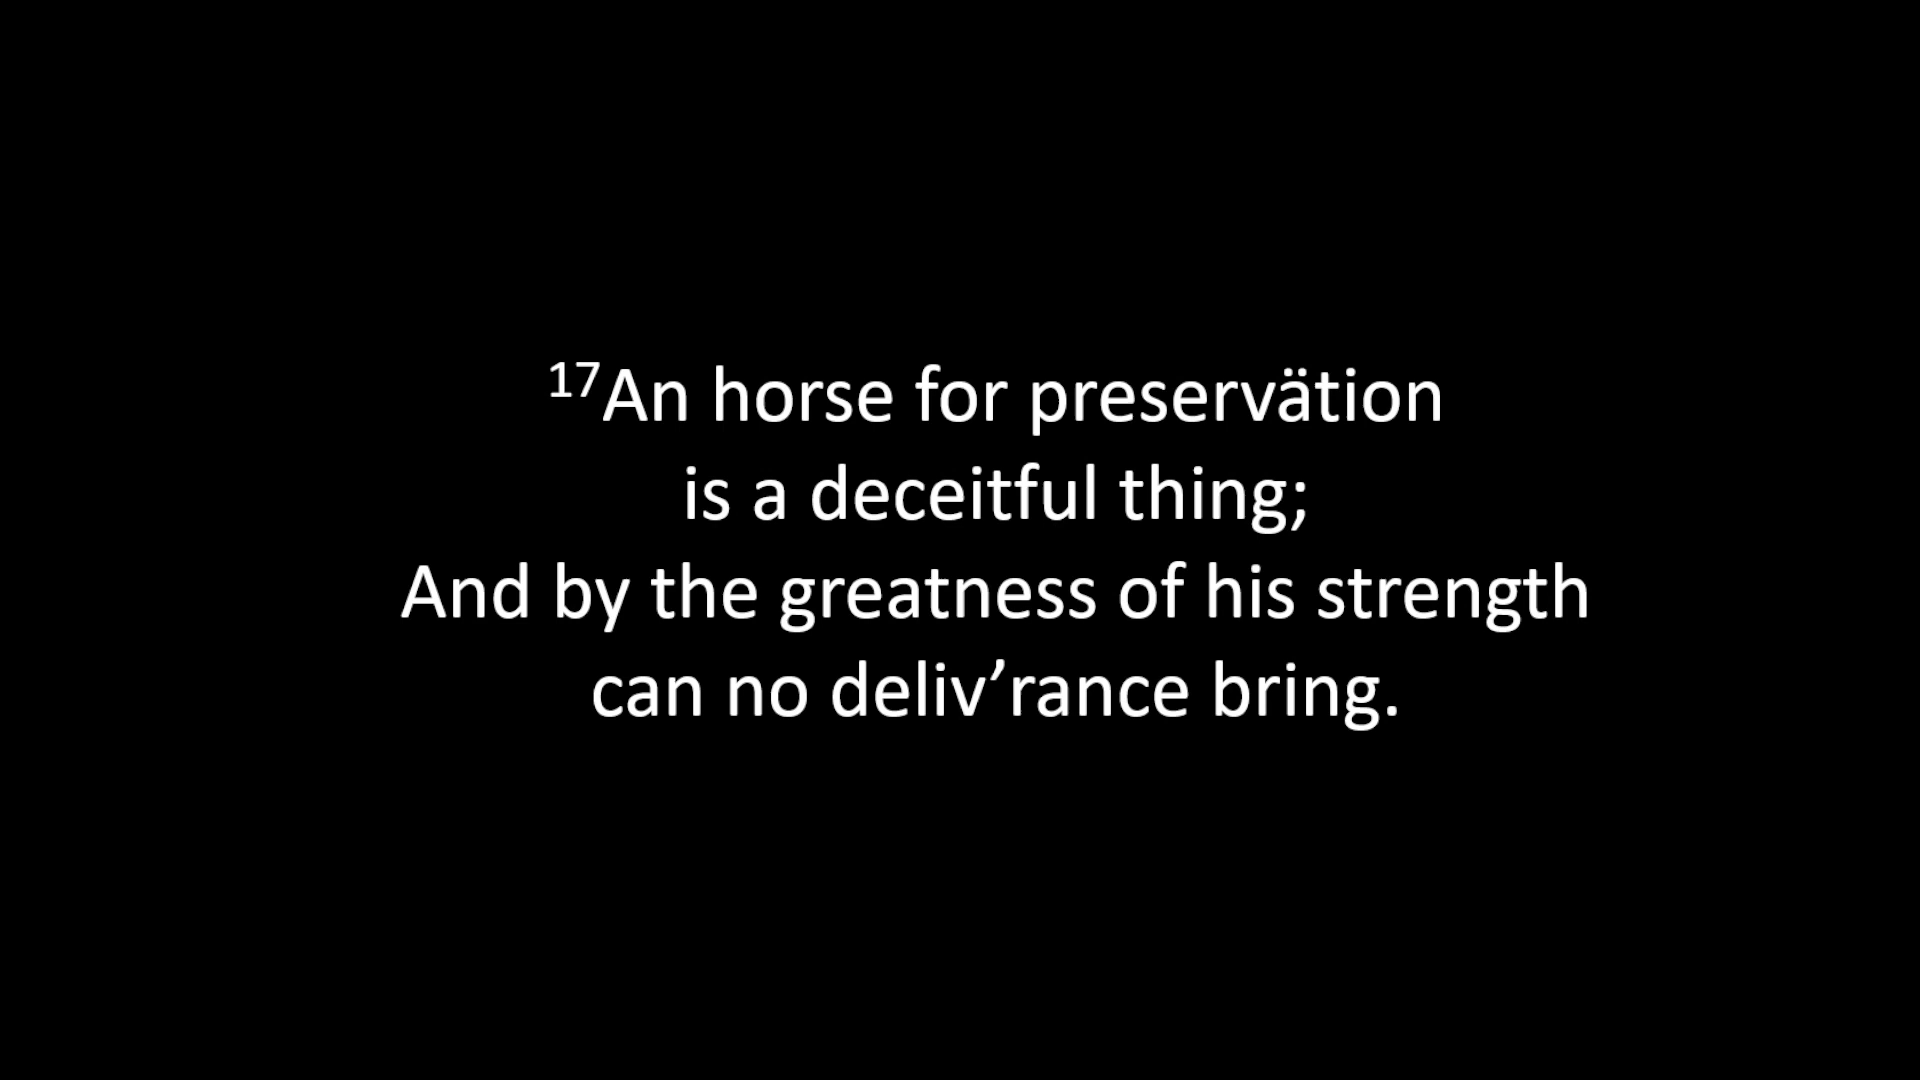 ¹⁷An horse for preservätion
is a deceitful thing;
And by the greatness of his strength
can no deliv’rance bring.